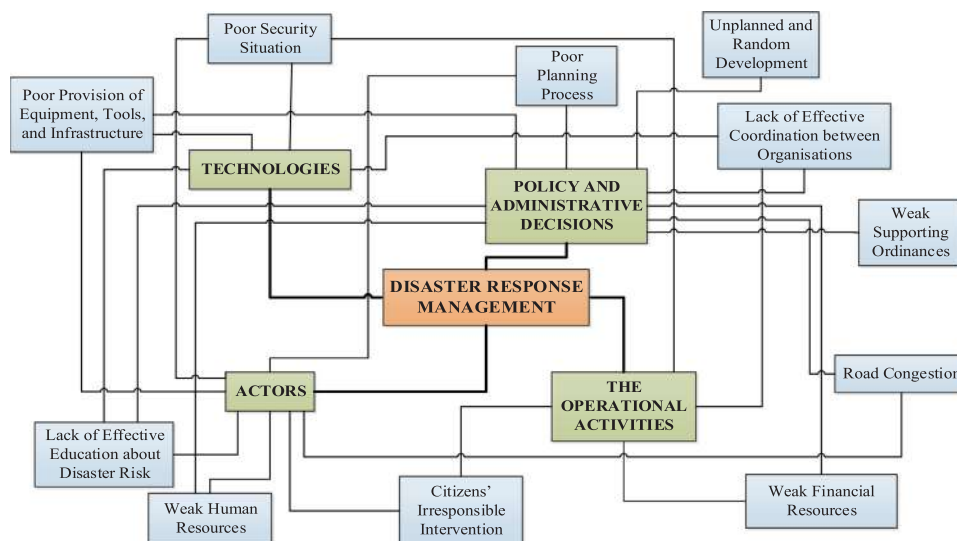 Poor Security
Situation
Unplanned and
Random
Development
Poor
Planning
Process
Poor Provision of
Equipment, Tools,
and Infrastructure
Lack of Effective
Coordination between
Organisations
TECHNOLOGIES
POLICY AND
ADMINISTRATIVE
DECISIONS
Weak
Supporting
Ordinances
DISASTER RESPONSE
MANAGEMENT
Road Congestion
ACTORS
THE
OPERATIONAL
ACTIVITIES
Lack of Effective
Education about
Disaster Risk
Weak Human
Resources
Citizens’
Irresponsible
Intervention
Weak Financial
Resources